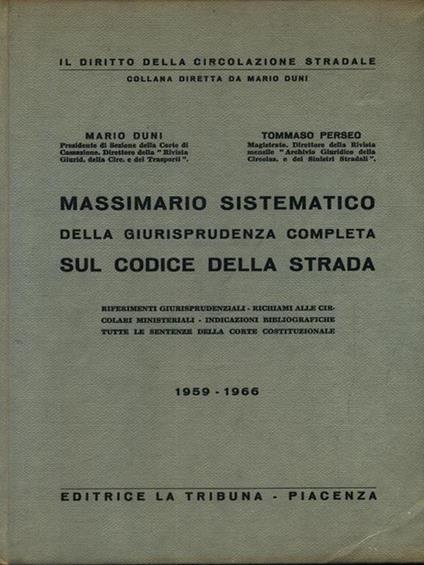 IL DIRITTO DELLA CIRCOLAZIONE STRADALE
COLLANA DIRETTA DA MARIO DUNI
MARIO DUNI
Presidente di Sezione della Corte di
Cassazione, Direttore della "Rivista
Giurid. della Circ. e dei Trasporti".
TOMMASO PERSEO
Magistrato. Direttore della Rivista
mensile "Archivio Giuridico della
Circolaz. e dei Sinistri Stradali".
MASSIMARIO SISTEMATICO
DELLA GIURISPRUDENZA COMPLETA
SUL CODICE DELLA STRADA
RIFERIMENTI GIURISPRUDENZIALI - RICHIAMI ALLE CIR-
COLARI MINISTERIALI - INDICAZIONI BIBLIOGRAFICHE
TUTTE LE SENTENZE DELLA CORTE COSTITUZIONALE
1959 - 1966
EDITRICE LA TRIBUNA - PIACENZA